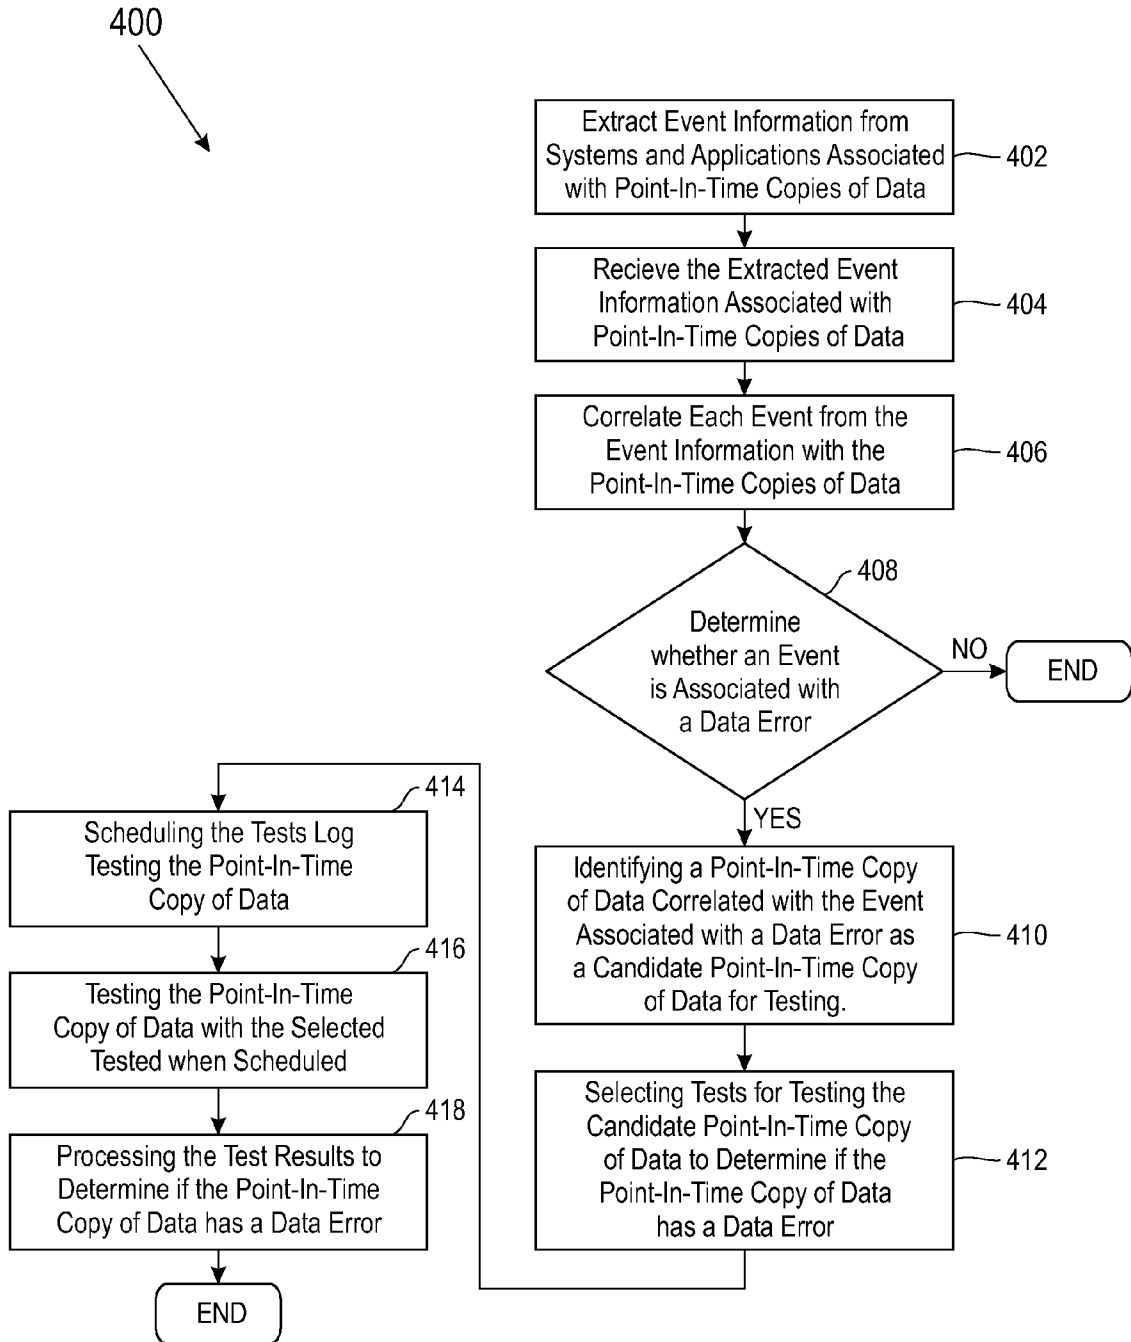 400
Extract Event Information from
Systems and Applications Associated
with Point-In-Time Copies of Data
402
Recieve the Extracted Event
Information Associated with
Point-In-Time Copies of Data
404
Correlate Each Event from the
Event Information with the
Point-In-Time Copies of Data
406
408
Determine
whether an Event
is Associated with
a Data Error
NO
END
YES
Identifying a Point-In-Time Copy
of Data Correlated with the Event
Associated with a Data Error as
a Candidate Point-In-Time Copy
of Data for Testing.
410
Selecting Tests for Testing the
Candidate Point-In-Time Copy
of Data to Determine if the
Point-In-Time Copy of Data
has a Data Error
412
414
Scheduling the Tests Log
Testing the Point-In-Time
Copy of Data
416
Testing the Point-In-Time
Copy of Data with the Selected
Tested when Scheduled
418
Processing the Test Results to
Determine if the Point-In-Time
Copy of Data has a Data Error
END